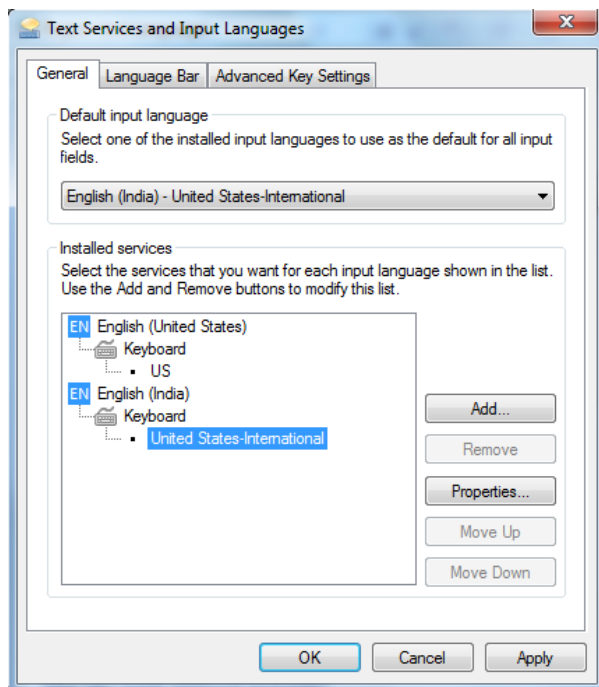 Text Services and Input Languages
General Language Bar Advanced Key Settings
Default input language
Select one of the installed input languages to use as the default for all input
fields.
English (India) - United States-International
Installed services
Select the services that you want for each input language shown in the list.
Use the Add and Remove buttons to modify this list.
EN English (United States)
Keyboard
US
EN English (India)
Keyboard
United States-International
Add...
Remove
Properties...
Move Up
Move Down
OK Cancel Apply